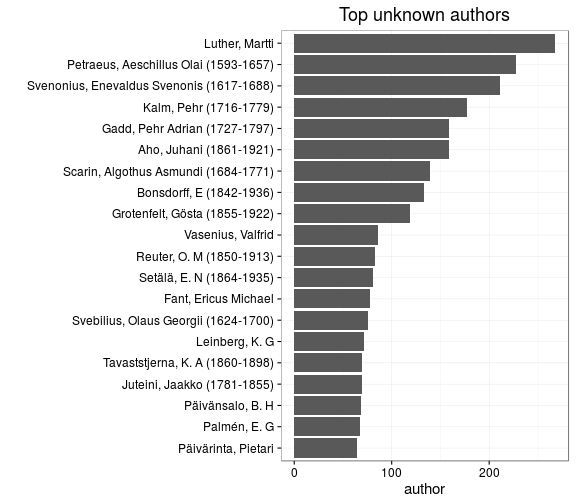 Top unknown authors
Luther, Martti
Petraeus, Aeschillus Olai (1593-1657)
Svenonius, Enevaldus Svenonis (1617-1688)
Kalm, Pehr (1716-1779)
Gadd, Pehr Adrian (1727-1797)
Aho, Juhani (1861-1921)
Scarin, Algothus Asmundi (1684-1771)
Bonsdorff, E (1842-1936)
Grotenfelt, Gösta (1855-1922)
Vasenius, Valfrid
Reuter, O. M (1850-1913)
Setälä, E. N (1864-1935)
Fant, Ericus Michael
Svebilius, Olaus Georgii (1624-1700)
Leinberg, K. G
Tavaststjerna, K. A (1860-1898)
Juteini, Jaakko (1781-1855)
Päivänsalo, B. H
Palmén, E. G
Päivärinta, Pietari
0 100 200
author